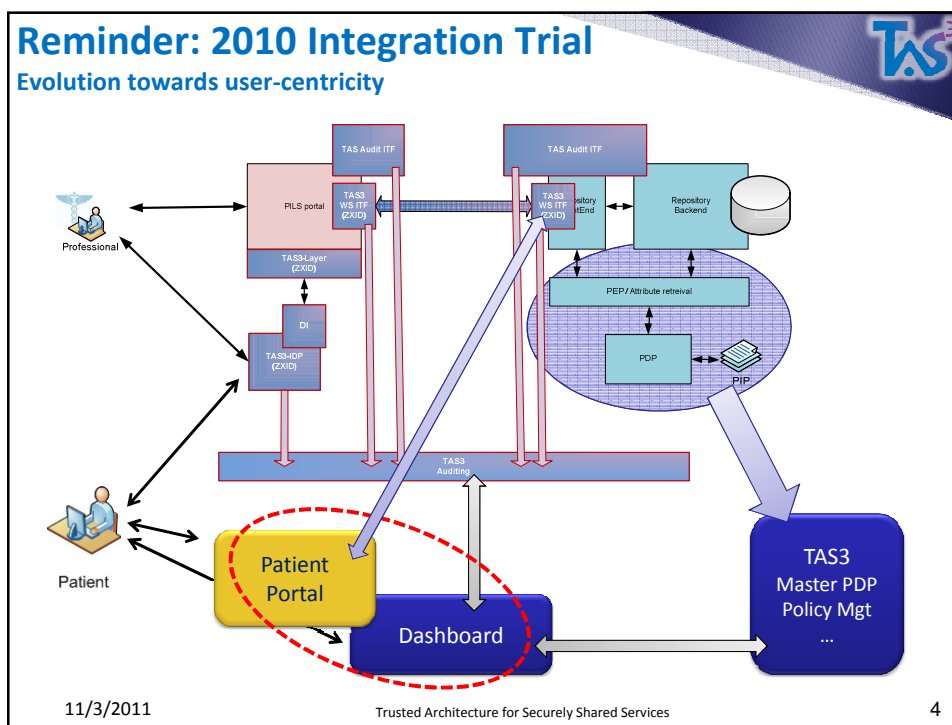 Reminder: 2010 Integration Trial
Evolution towards user-centricity
TAS3
TAS Audit ITF
TAS Audit ITF
PILS portal
TAS3
WS ITF
(ZXID)
TAS3
WS ITF
(ZXID)
ository
ntEnd
Repository
Backend
Professional
TAS3-Layer
(ZXID)
PEP / Attribute retreival
DI
TAS3-IDP
(ZXID)
PDP
PIP
TAS3
Auditing
Patient
Patient
Portal
Dashboard
TAS3
Master PDP
Policy Mgt
...
11/3/2011
Trusted Architecture for Securely Shared Services
4